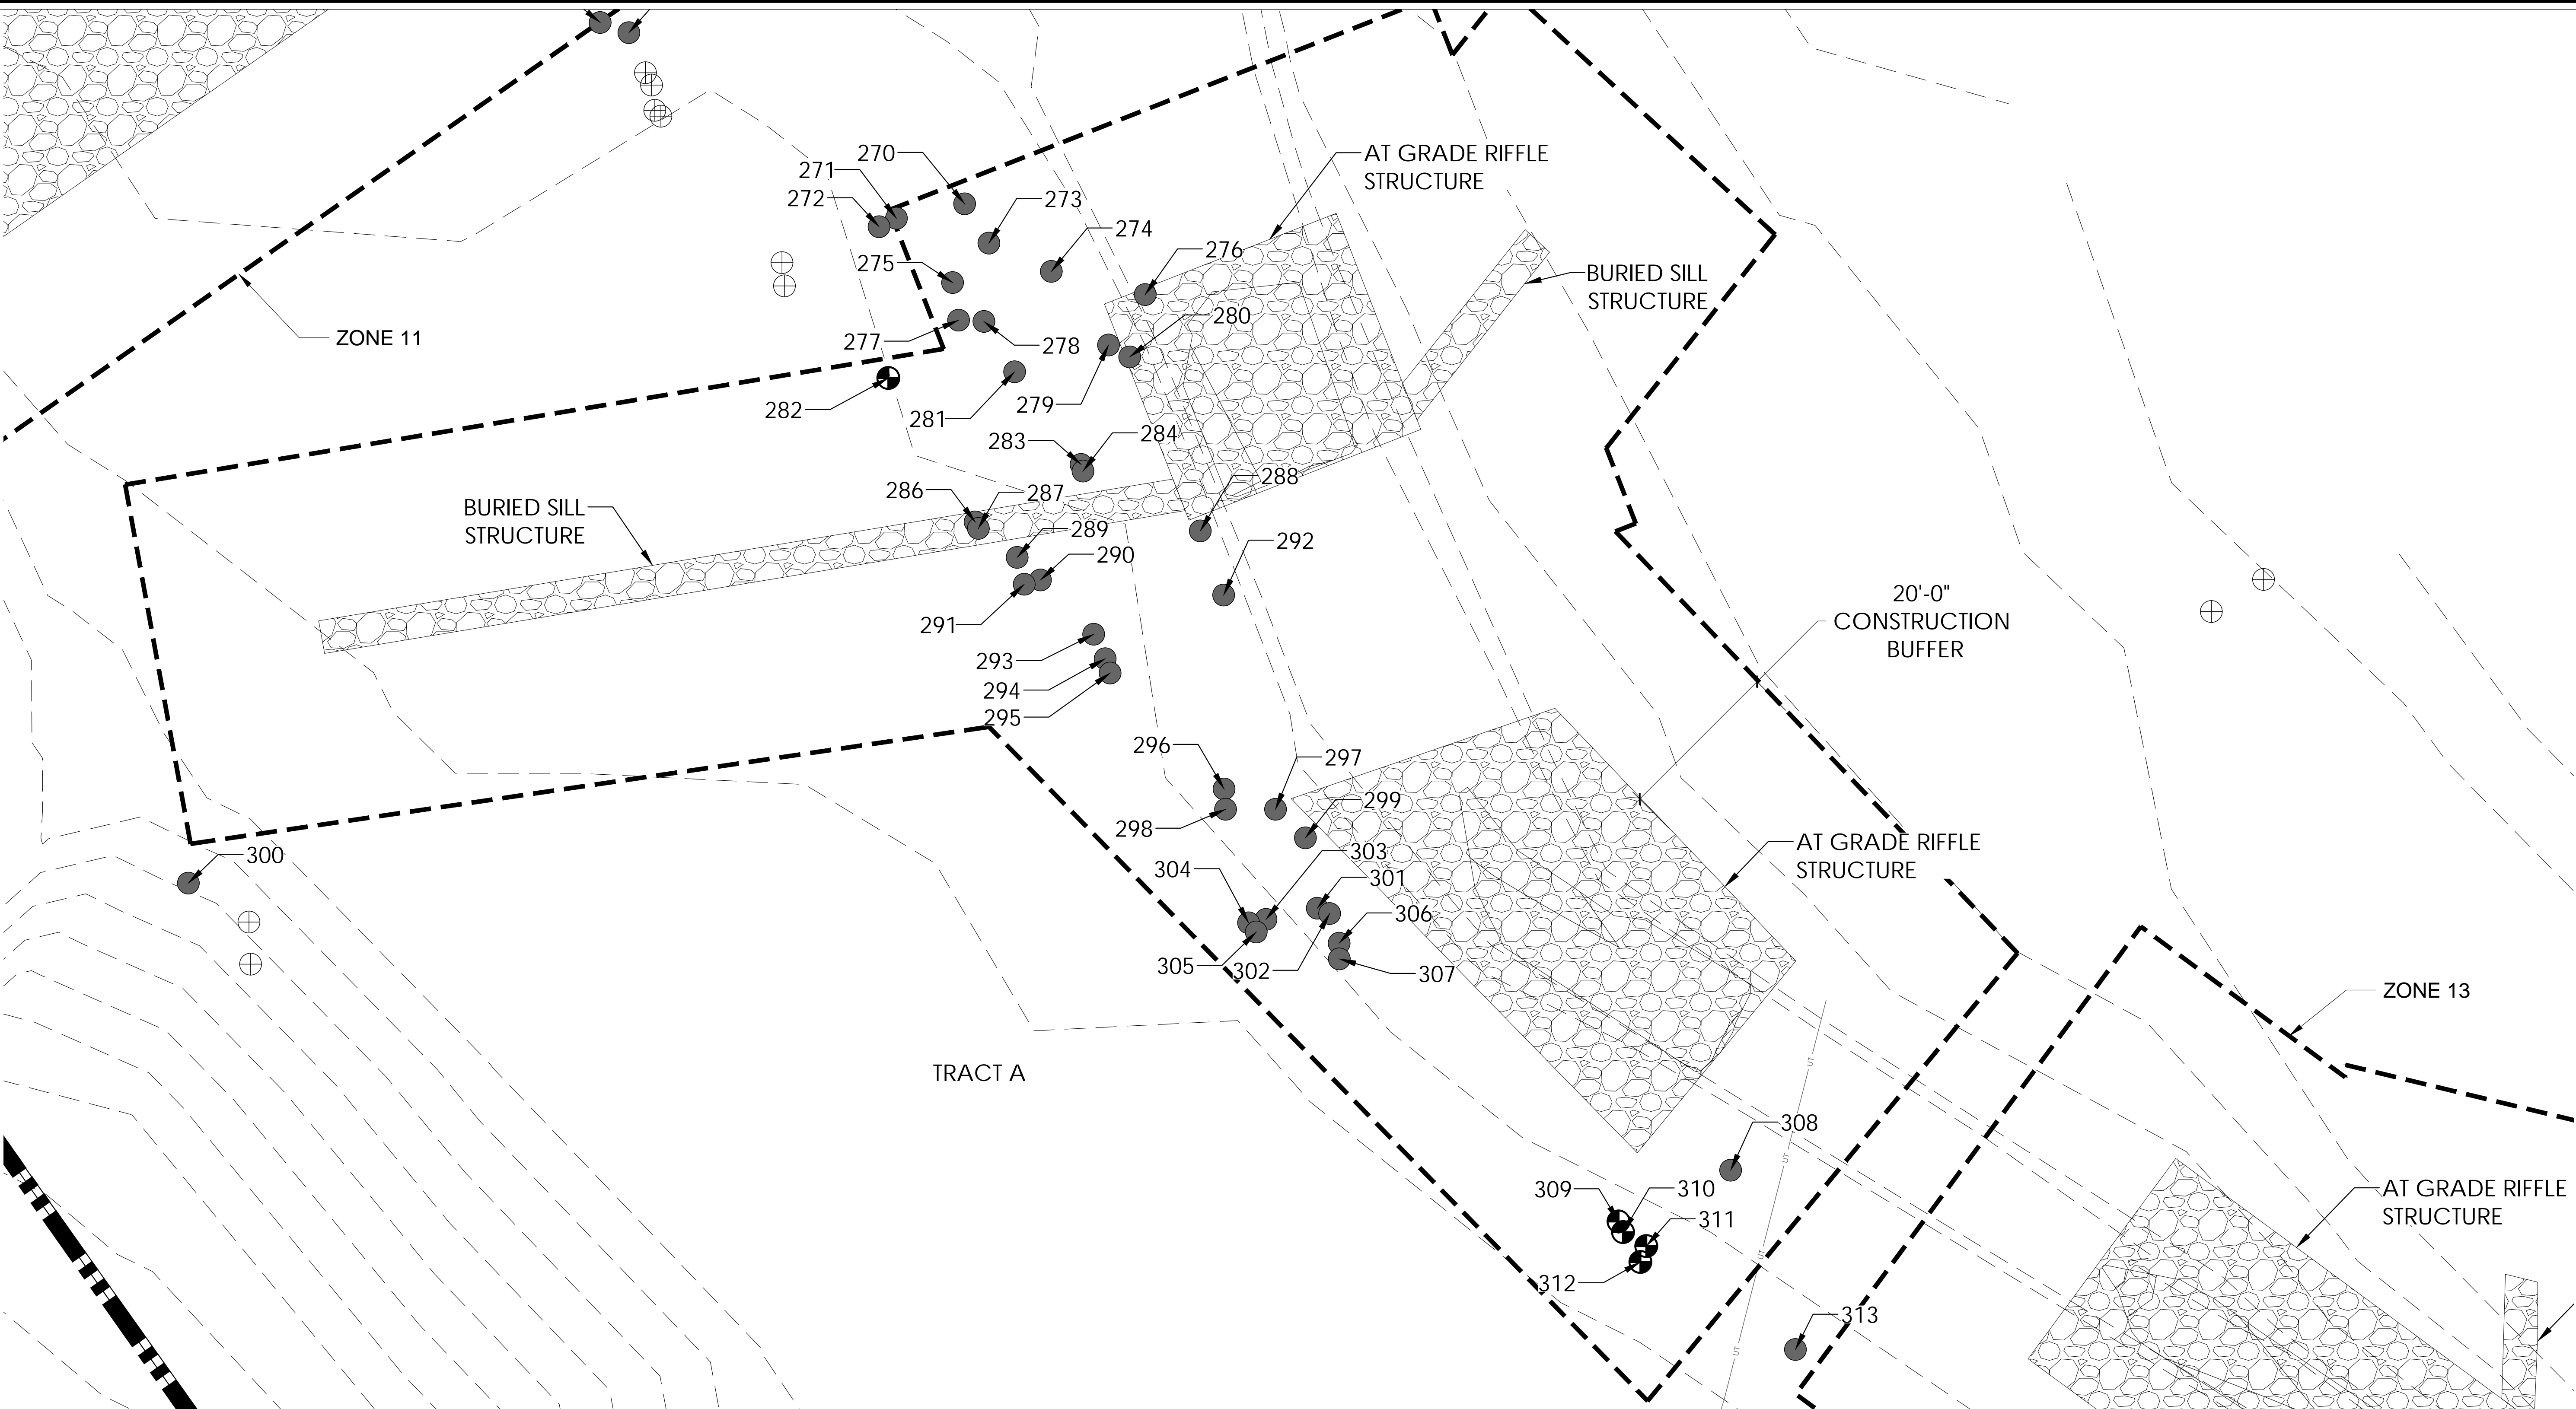 270
271
AT GRADE RIFFLE
STRUCTURE
272
273
274
276
275
BURIED SILL
STRUCTURE
280
ZONE 11
277
278
279
282
281
283
284
288
286
287
BURIED SILL
STRUCTURE
289
290
292
291
20'-0"
CONSTRUCTION
BUFFER
293
294
295
296
297
299
298
AT GRADE RIFFLE
STRUCTURE
300
303
304
301
306
305
302
307
ZONE 13
TRACT A
308
309
310
AT GRADE RIFFLE
STRUCTURE
311
312
313